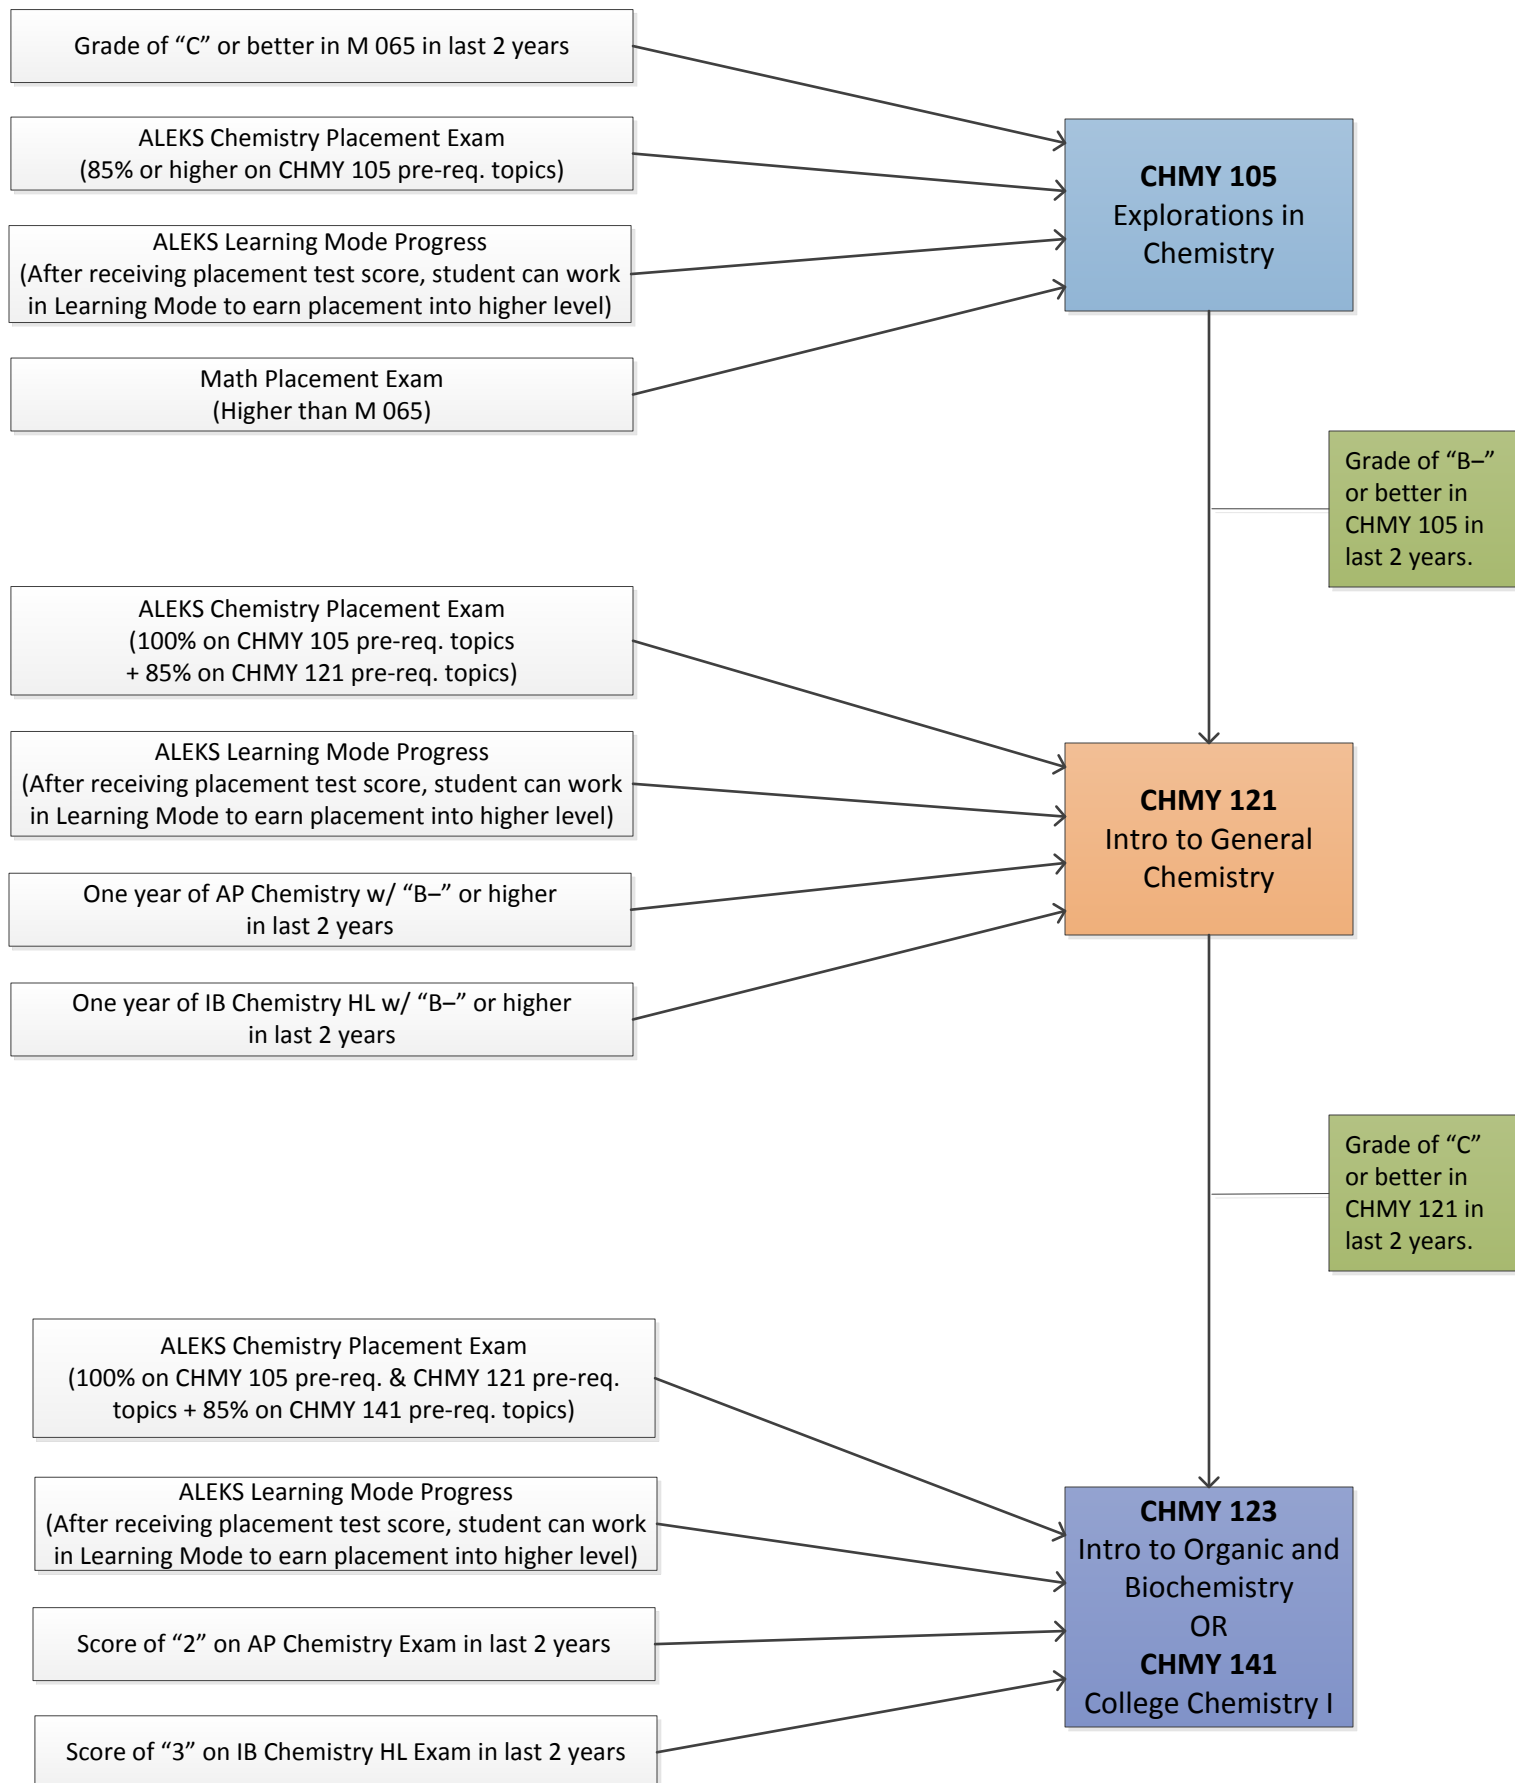 Grade of “C” or better in M 065 in last 2 years
ALEKS Chemistry Placement Exam
(85% or higher on CHMY 105 pre-req. topics)
ALEKS Learning Mode Progress
(After receiving placement test score, student can work
in Learning Mode to earn placement into higher level)
Math Placement Exam
(Higher than M 065)
CHMY 105
Explorations in
Chemistry
Grade of “B–”
or better in
CHMY 105 in
last 2 years.
ALEKS Chemistry Placement Exam
(100% on CHMY 105 pre-req. topics
+ 85% on CHMY 121 pre-req. topics)
ALEKS Learning Mode Progress
(After receiving placement test score, student can work
in Learning Mode to earn placement into higher level)
One year of AP Chemistry w/ “B–” or higher
in last 2 years
One year of IB Chemistry HL w/ “B–” or higher
in last 2 years
CHMY 121
Intro to General
Chemistry
Grade of “C”
or better in
CHMY 121 in
last 2 years.
ALEKS Chemistry Placement Exam
(100% on CHMY 105 pre-req. & CHMY 121 pre-req.
topics + 85% on CHMY 141 pre-req. topics)
ALEKS Learning Mode Progress
(After receiving placement test score, student can work
in Learning Mode to earn placement into higher level)
Score of “2” on AP Chemistry Exam in last 2 years
Score of “3” on IB Chemistry HL Exam in last 2 years
CHMY 123
Intro to Organic and
Biochemistry
OR
CHMY 141
College Chemistry I